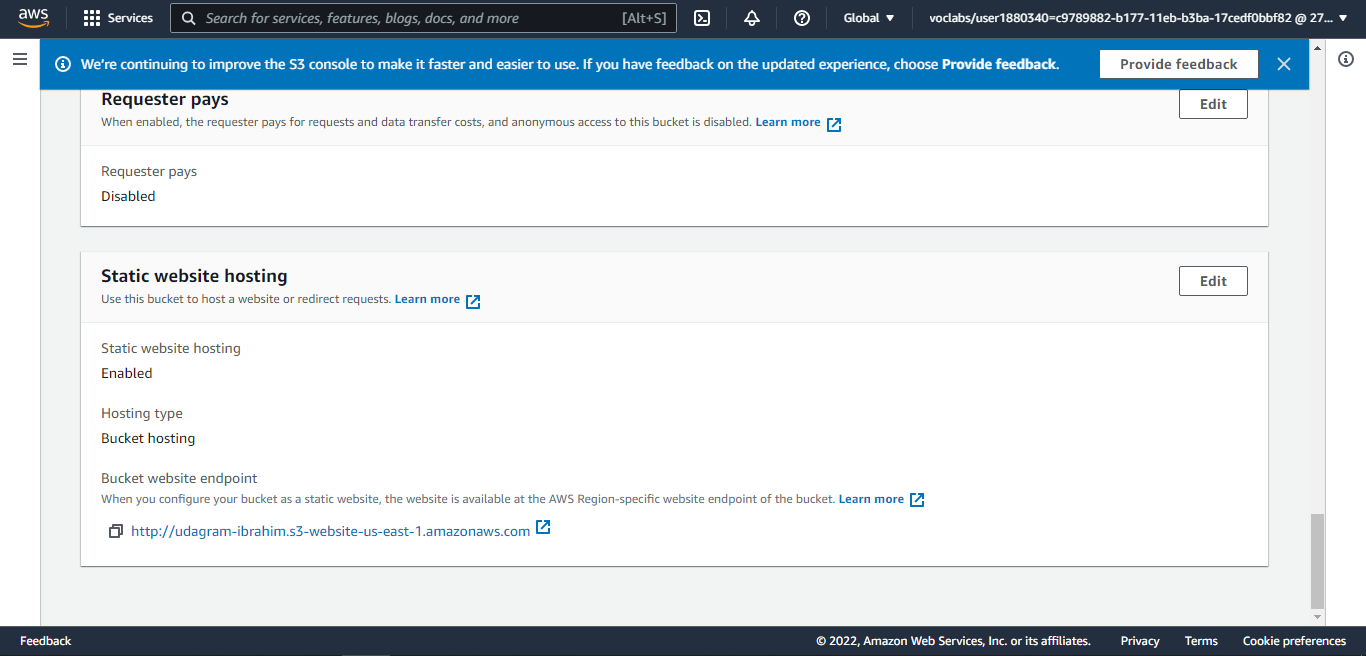 aws
Services
Search for services, features, blogs, docs, and more [Alt+S]
Global
voclabs/user1880340=c9789882-b177-11eb-b3ba-17cedf0bbf82 @ 27...
We're continuing to improve the S3 console to make it faster and easier to use. If you have feedback on the updated experience, choose Provide feedback.
Provide feedback
Requester pays
Edit
When enabled, the requester pays for requests and data transfer costs, and anonymous access to this bucket is disabled. Learn more
Requester pays
Disabled
Static website hosting
Edit
Use this bucket to host a website or redirect requests. Learn more
Static website hosting
Enabled
Hosting type
Bucket hosting
Bucket website endpoint
When you configure your bucket as a static website, the website is available at the AWS Region-specific website endpoint of the bucket. Learn more
http://udagram-ibrahim.s3-website-us-east-1.amazonaws.com
Feedback
© 2022, Amazon Web Services, Inc. or its affiliates.
Privacy
Terms
Cookie preferences